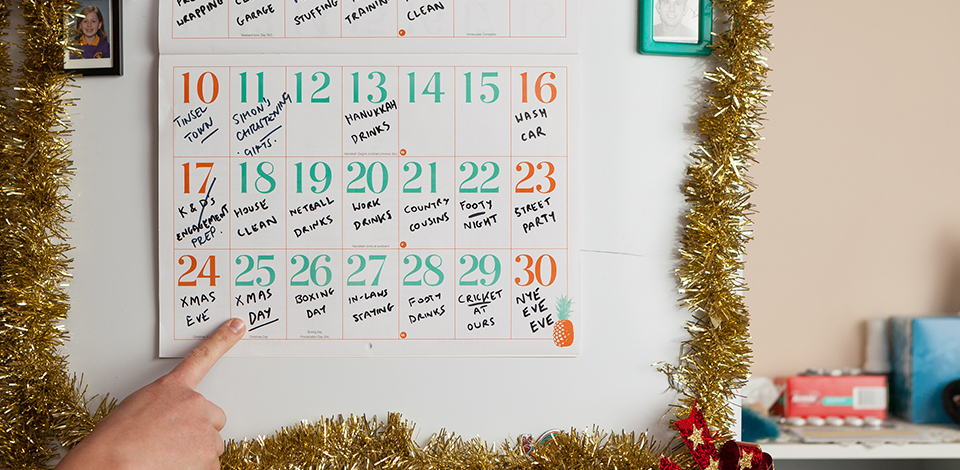 WRAPPING
CLEAN
GARAGE
STUFFING
TRAINING
CLEAN
10 11 12 13 14 15 16
TINSEL
TOWN
SIMON'S
CHRISTENING
GIFTS.
HANUKKAH
DRINKS
WASH
CAR
17 18 19 20 21 22 23
K & D'S
ENGAGEMENT
PREP.
HOUSE
CLEAN
NETBALL
DRINKS
WORK
DRINKS
COUNTRY
COUSINS
FOOTY
NIGHT
STREET
PARTY
24 25 26 27 28 29 30
XMAS
EVE
XMAS
DAY
BOXING
DAY
IN-LAWS
STAYING
FOOTY
DRINKS
CRICKET
AT
OURS
NYE
EVE
EVE